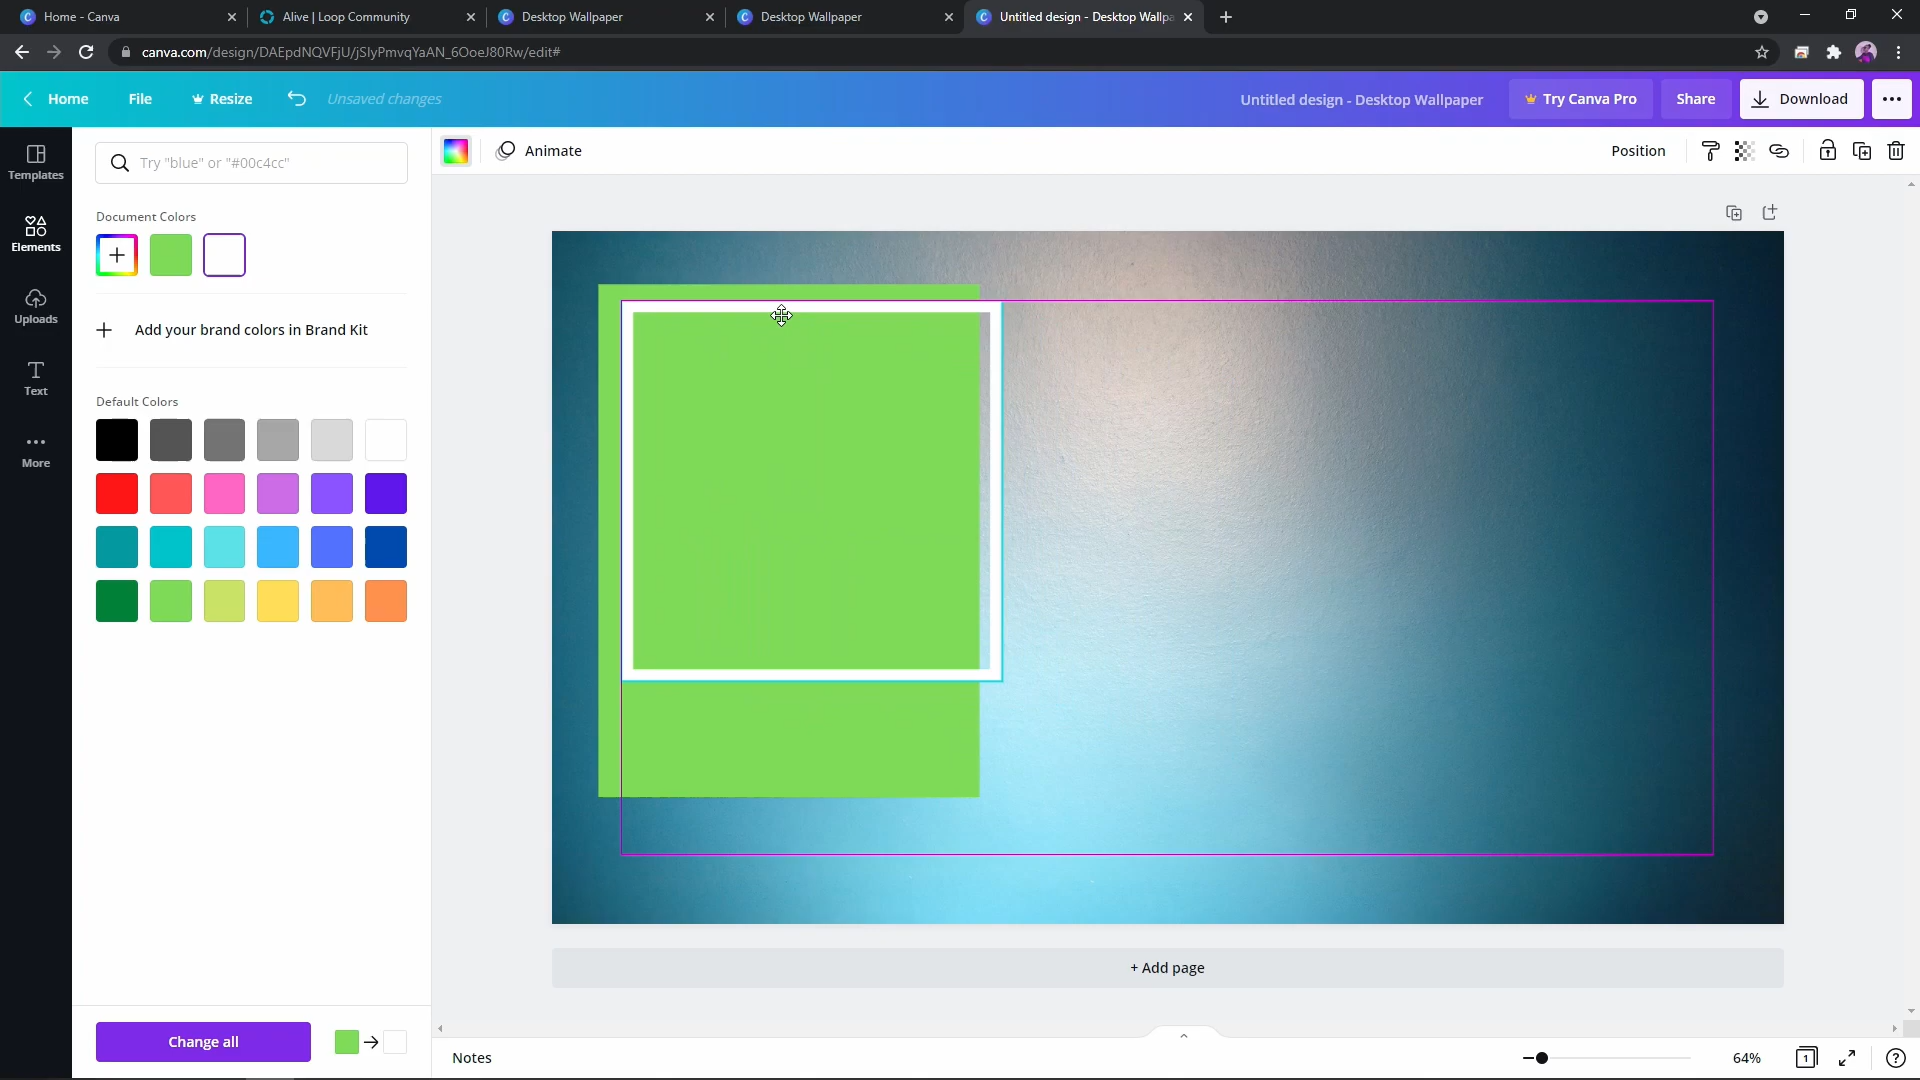 Home - Canva
Alive | Loop Community
Desktop Wallpaper
Desktop Wallpaper
Untitled design - Desktop Wallpa
canva.com/design/DAEpdNQVFjU/jSlyPmvqYaAN_6OoeJ80Rw/edit#
Home
File
Resize
Unsaved changes
Untitled design - Desktop Wallpaper
Try Canva Pro
Share
Download
Templates
Elements
Uploads
Text
More
Try "blue" or "#00c4cc"
Document Colors
Add your brand colors in Brand Kit
Default Colors
Change all
Animate
Position
+ Add page
Notes
64%
1